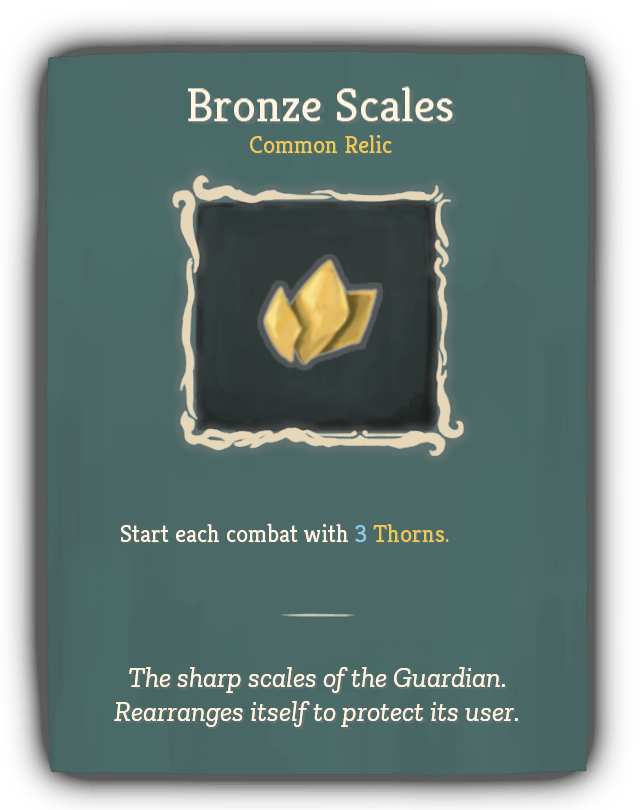 Bronze Scales
Common Relic
Start each combat with 3 Thorns.
The sharp scales of the Guardian.
Rearranges itself to protect its user.